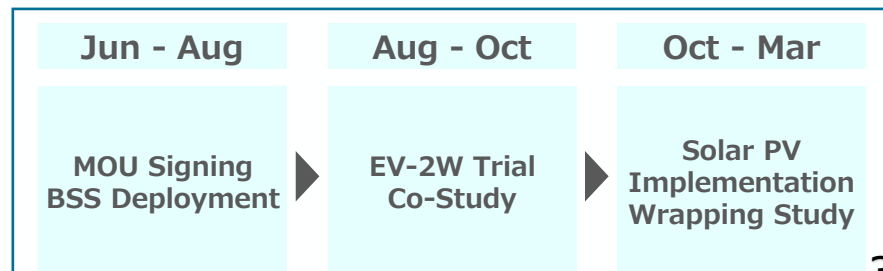 Jun - Aug
Aug - Oct
Oct - Mar
MOU Signing
BSS Deployment
EV-2W Trial
Co-Study
Solar PV
Implementation
Wrapping Study